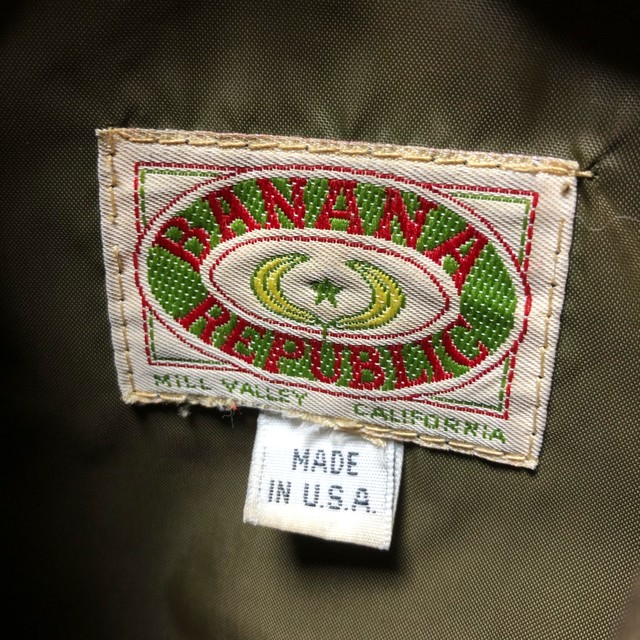 BANANA
REPUBLIC
MILL VALLEY CALIFORNIA
MADE
IN U.S.A.